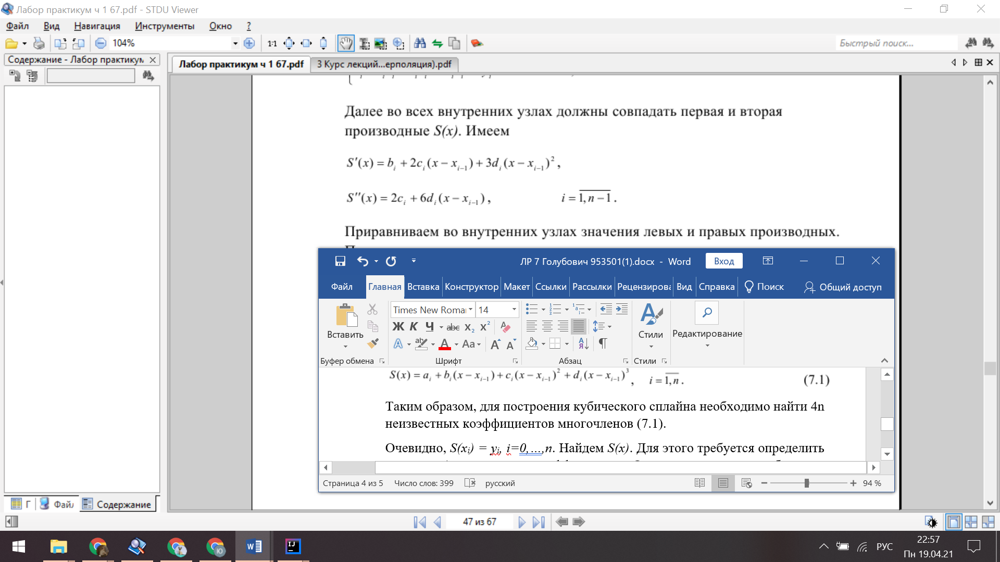 Лабор практикум ч 1 67.pdf - STDU Viewer
Файл Вид Навигация Инструменты Окно ?
104% 1:1 Быстрый поиск...
Содержание - Лабор практикум
Лабор практикум ч 1 67.pdf 3 Курс лекций...ерполяция).pdf
Далее во всех внутренних узлах должны совпадать первая и вторая
производные S(x). Имеем
S'(x) = b_i + 2c_i(x − x_{i−1}) + 3d_i(x − x_{i−1})^2,
S''(x) = 2c_i + 6d_i(x − x_{i−1}), i = \overline{1, n − 1}.
Приравниваем во внутренних узлах значения левых и правых производных.
ЛР 7 Голубович 953501(1).docx - Word Вход
Файл Главная Вставка Конструктор Макет Ссылки Рассылки Рецензирова Вид Справка Поиск Общий доступ
Вставить
Times New Roma 14
Ж К Ч abc x₂ x²
A ab A Aa A A
А Я ¶
Стили
Редактирование
Буфер обмена Шрифт Абзац Стили
S(x) = a_i + b_i(x − x_{i−1}) + c_i(x − x_{i−1})^2 + d_i(x − x_{i−1})^3, i = \overline{1, n}. (7.1)
Таким образом, для построения кубического сплайна необходимо найти 4n
неизвестных коэффициентов многочленов (7.1).
Очевидно, S(x_i) = y_i, i=0,…,n. Найдем S(x). Для этого требуется определить
Страница 4 из 5 Число слов: 399 русский 94 %
Г Файл Содержание
47 из 67
W IJ РУС 22:57
Пн 19.04.21